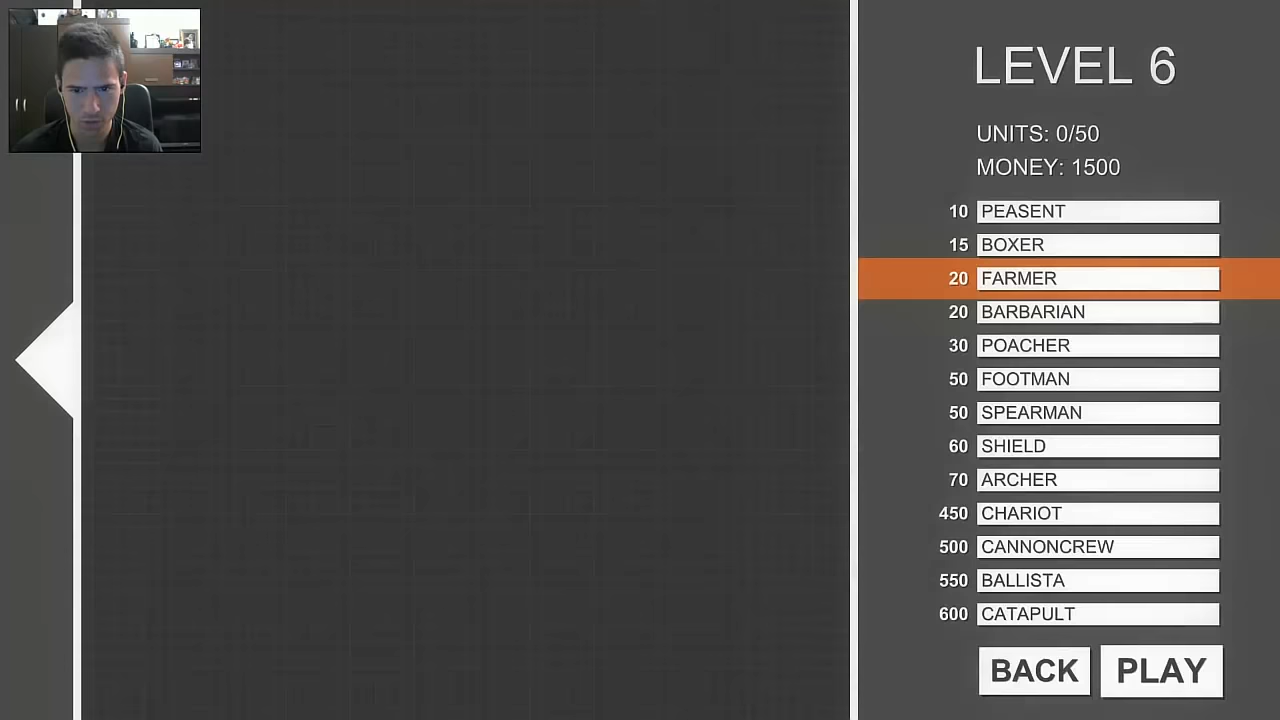 LEVEL 6
UNITS: 0/50
MONEY: 1500
10 PEASENT
15 BOXER
20 FARMER
20 BARBARIAN
30 POACHER
50 FOOTMAN
50 SPEARMAN
60 SHIELD
70 ARCHER
450 CHARIOT
500 CANNONCREW
550 BALLISTA
600 CATAPULT
BACK PLAY